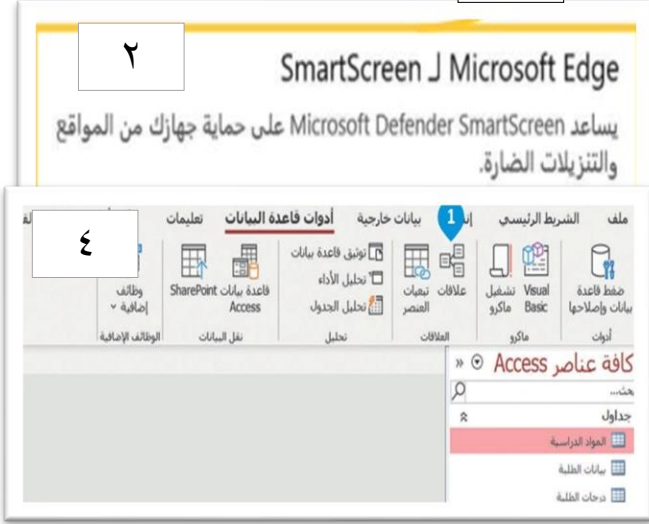 ٢
SmartScreen لـ Microsoft Edge
يساعد Microsoft Defender SmartScreen على حماية جهازك من المواقع
والتنزيلات الضارة.
٤
ملف الشريط الرئيسي 1 بيانات خارجية أدوات قاعدة البيانات تعليمات
ضغط قاعدة بيانات وإصلاحها
Visual Basic
تشغيل ماكرو
علاقات
تبعيات العنصر
توثيق قاعدة بيانات
تحليل الأداء
تحليل الجدول
قاعدة بيانات Access
SharePoint
وظائف إضافية
أدوات ماكرو العلاقات تحليل نقل البيانات الوظائف الإضافية
كافة عناصر Access
بحث...
جداول
المواد الدراسية
بيانات الطلبة
درجات الطلبة